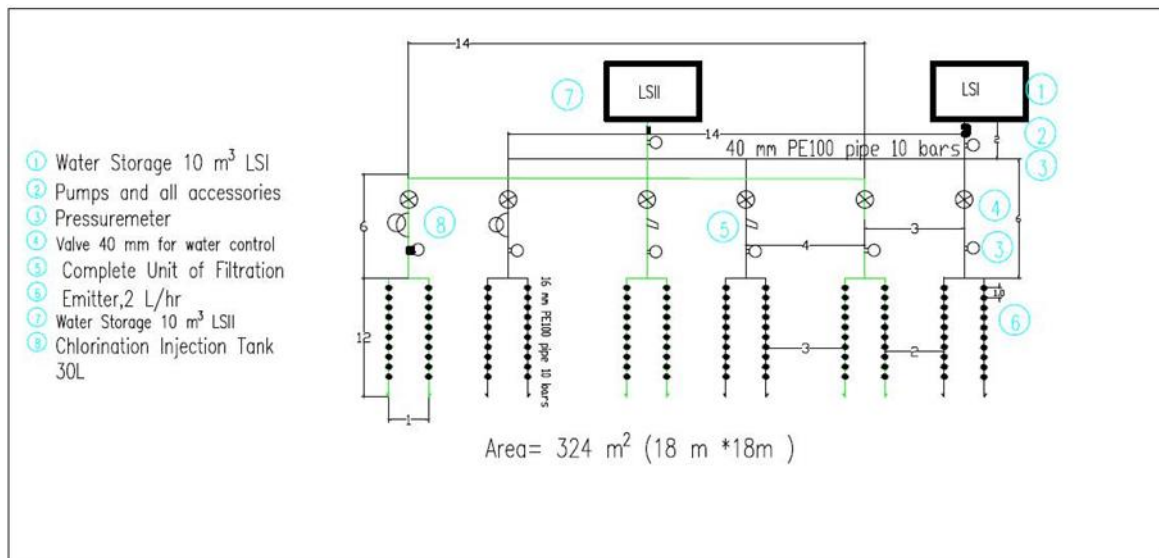 14
LSII
LSI
7
1
14
2
2
40 mm PE100 pipe 10 bars
3
1 Water Storage 10 m³ LSI
2 Pumps and all accessories
3 Pressuremeter
4 Valve 40 mm for water control
5 Complete Unit of Filtration
6 Emitter,2 L/hr
7 Water Storage 10 m³ LSII
8 Chlorination Injection Tank
30L
6
8
5
4
3
4
3
6
12
16 mm PE100 pipe 10 bars
3
2
1.0
6
1
Area= 324 m² (18 m *18m )